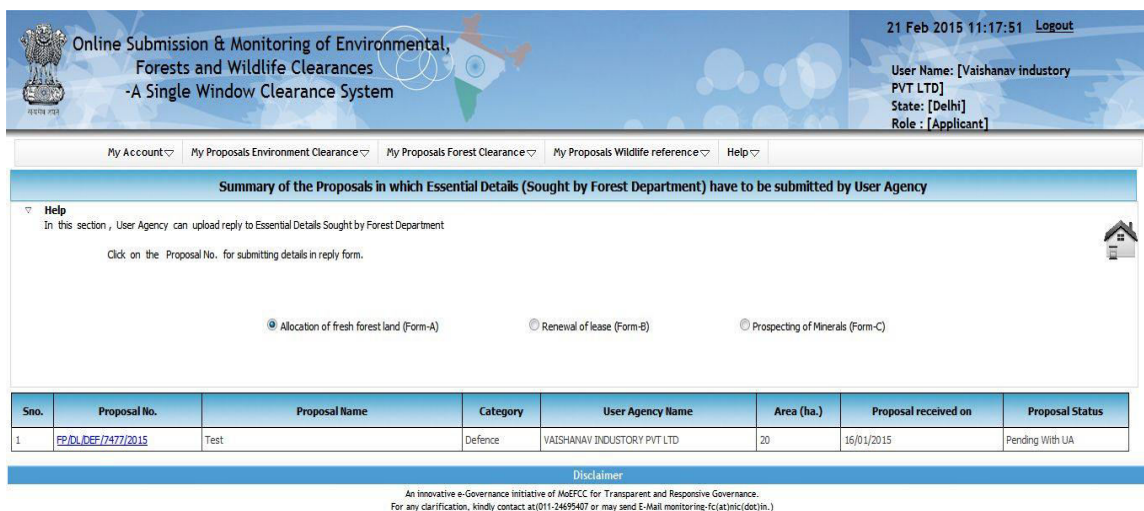 Online Submission & Monitoring of Environmental,
Forests and Wildlife Clearances
-A Single Window Clearance System
सत्यमेव जयते
21 Feb 2015 11:17:51 Logout
User Name: [Vaishanav industory
PVT LTD]
State: [Delhi]
Role : [Applicant]
My Account My Proposals Environment Clearance My Proposals Forest Clearance My Proposals Wildlife reference Help
Summary of the Proposals in which Essential Details (Sought by Forest Department) have to be submitted by User Agency
Help
In this section , User Agency can upload reply to Essential Details Sought by Forest Department
Click on the Proposal No. for submitting details in reply form.
Allocation of fresh forest land (Form-A) Renewal of lease (Form-B) Prospecting of Minerals (Form-C)
Sno. Proposal No. Proposal Name Category User Agency Name Area (ha.) Proposal received on Proposal Status
1 FP/DL/DEF/7477/2015 Test Defence VAISHANAV INDUSTORY PVT LTD 20 16/01/2015 Pending With UA
Disclaimer
An innovative e-Governance initiative of MoEFCC for Transparent and Responsive Governance.
For any clarification, kindly contact at(011-24695407 or may send E-Mail monitoring-fc(at)nic(dot)in.)